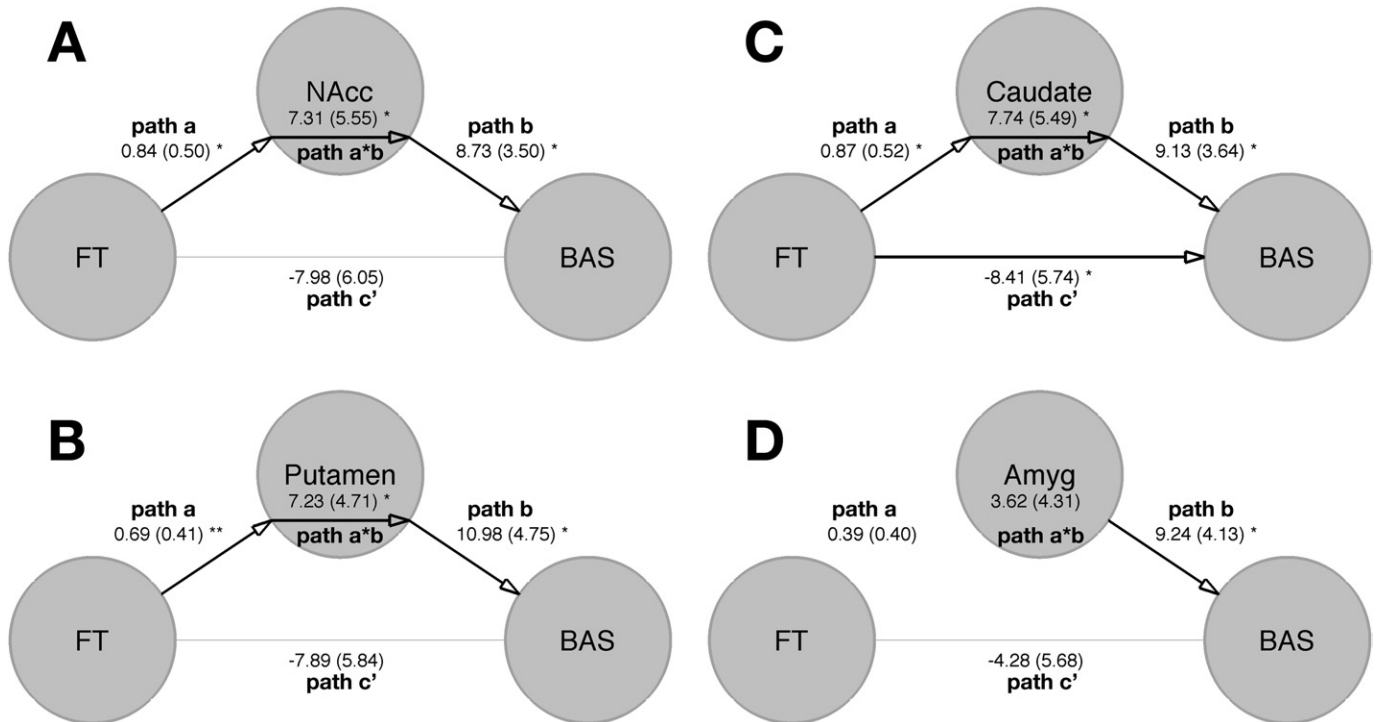 A
NAcc
7.31 (5.55) *
path a*b
path a
0.84 (0.50) *
path b
8.73 (3.50) *
FT
BAS
-7.98 (6.05)
path c’
C
Caudate
7.74 (5.49) *
path a*b
path a
0.87 (0.52) *
path b
9.13 (3.64) *
FT
BAS
-8.41 (5.74) *
path c’
B
Putamen
7.23 (4.71) *
path a*b
path a
0.69 (0.41) **
path b
10.98 (4.75) *
FT
BAS
-7.89 (5.84)
path c’
D
Amyg
3.62 (4.31)
path a*b
path a
0.39 (0.40)
path b
9.24 (4.13) *
FT
BAS
-4.28 (5.68)
path c’